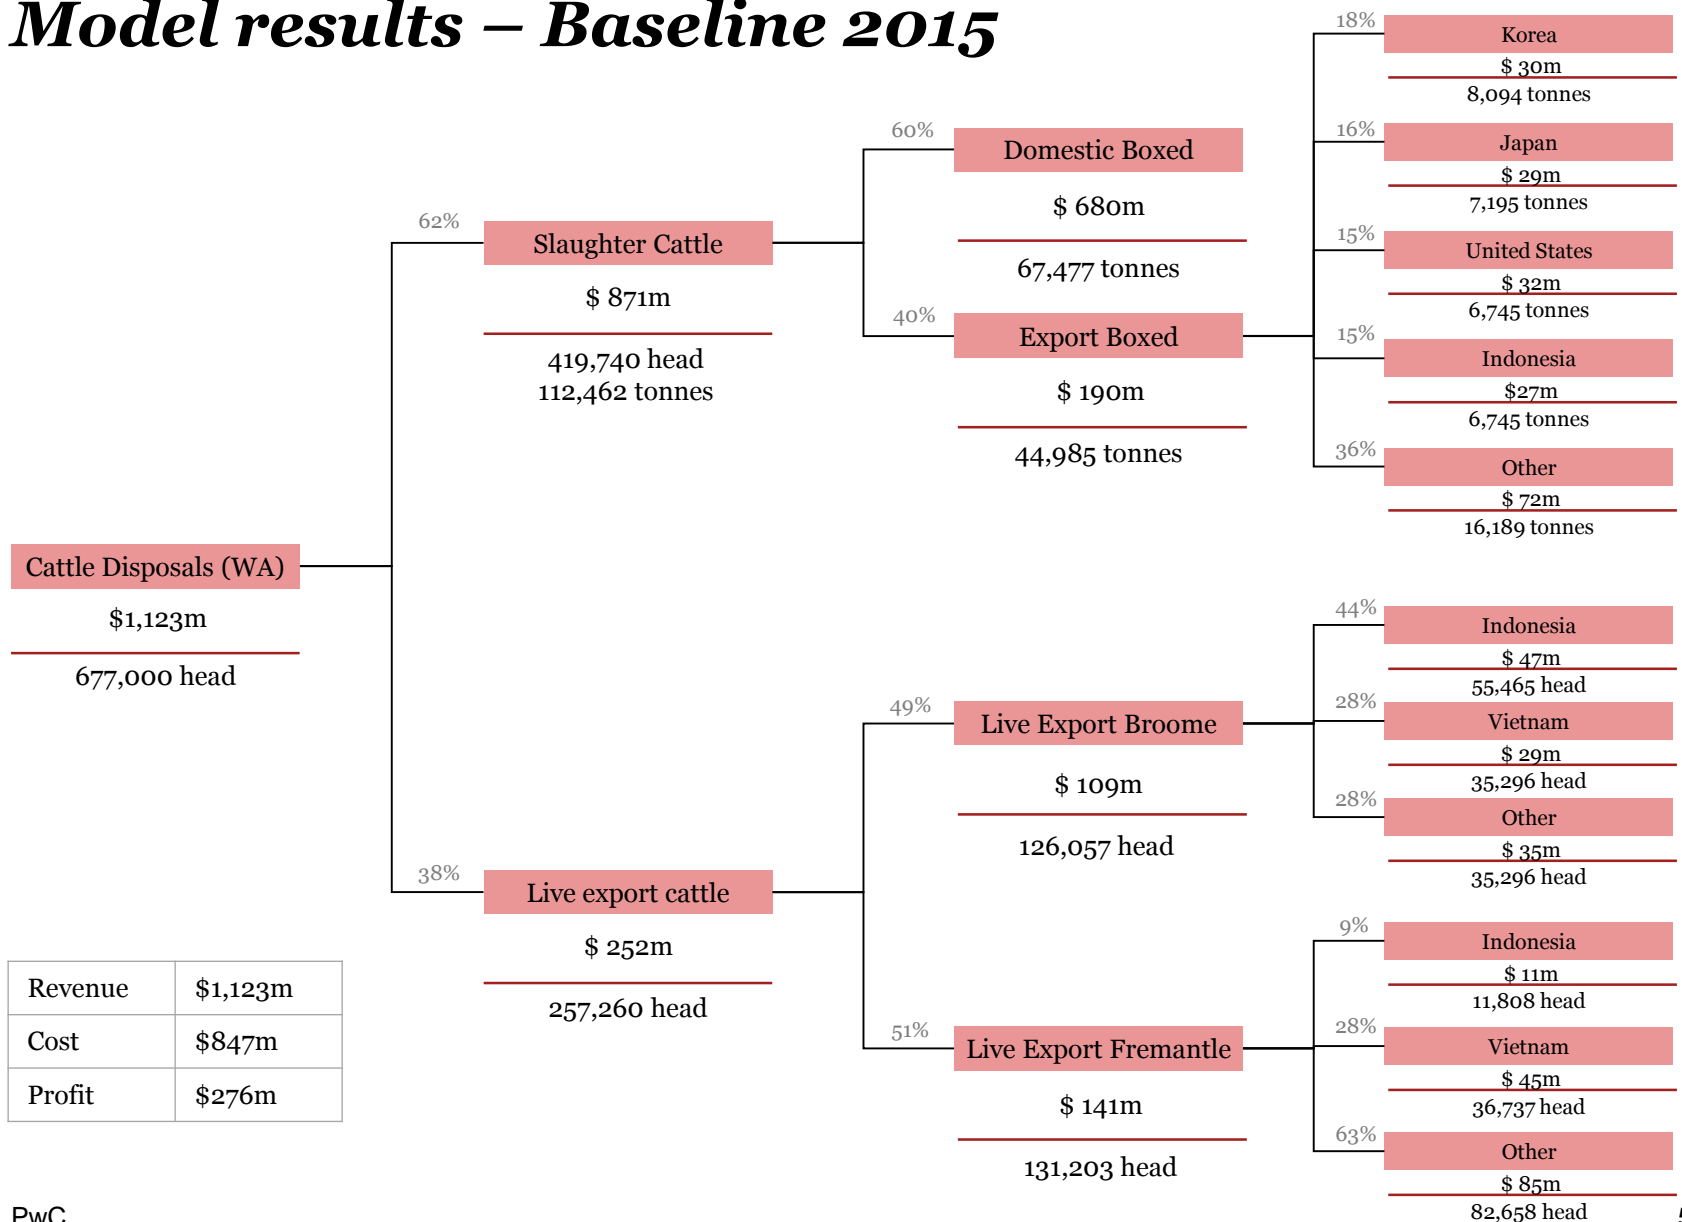 Model results – Baseline 2015
Cattle Disposals (WA)
$1,123m
677,000 head
62%
Slaughter Cattle
$ 871m
419,740 head
112,462 tonnes
38%
Live export cattle
$ 252m
257,260 head
60%
Domestic Boxed
$ 680m
67,477 tonnes
40%
Export Boxed
$ 190m
44,985 tonnes
49%
Live Export Broome
$ 109m
126,057 head
51%
Live Export Fremantle
$ 141m
131,203 head
18%
Korea
$ 30m
8,094 tonnes
16%
Japan
$ 29m
7,195 tonnes
15%
United States
$ 32m
6,745 tonnes
15%
Indonesia
$27m
6,745 tonnes
36%
Other
$ 72m
16,189 tonnes
44%
Indonesia
$ 47m
55,465 head
28%
Vietnam
$ 29m
35,296 head
28%
Other
$ 35m
35,296 head
9%
Indonesia
$ 11m
11,808 head
28%
Vietnam
$ 45m
36,737 head
63%
Other
$ 85m
82,658 head
Revenue $1,123m
Cost $847m
Profit $276m
PwC